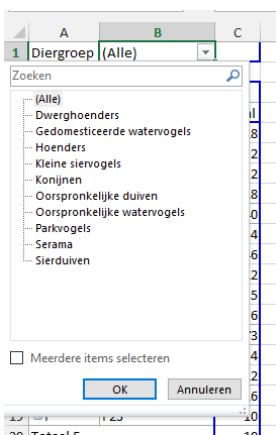 A B C
1 Diergroep (Alle)
Zoeken
(Alle)
Dwerghoenders
Gedomesticeerde watervogels
Hoenders
Kleine siervogels
Konijnen
Oorspronkelijke duiven
Oorspronkelijke watervogels
Parkvogels
Serama
Sierduiven
Meerdere items selecteren
OK Annuleren